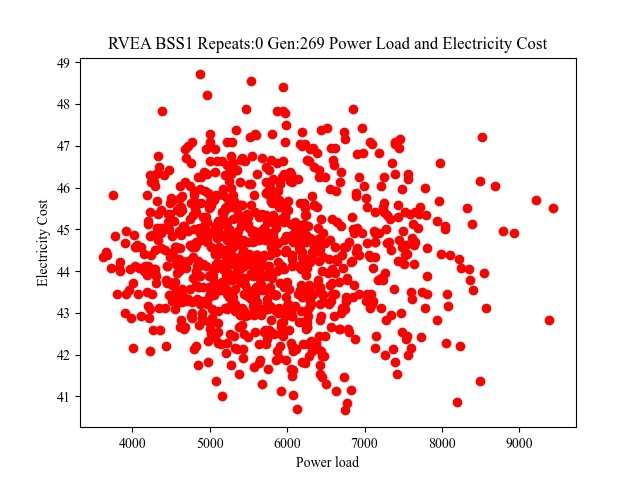 RVEA BSS1 Repeats:0 Gen:269 Power Load and Electricity Cost
49
48
47
46
45
44
43
42
41
Electricity Cost
4000 5000 6000 7000 8000 9000
Power load